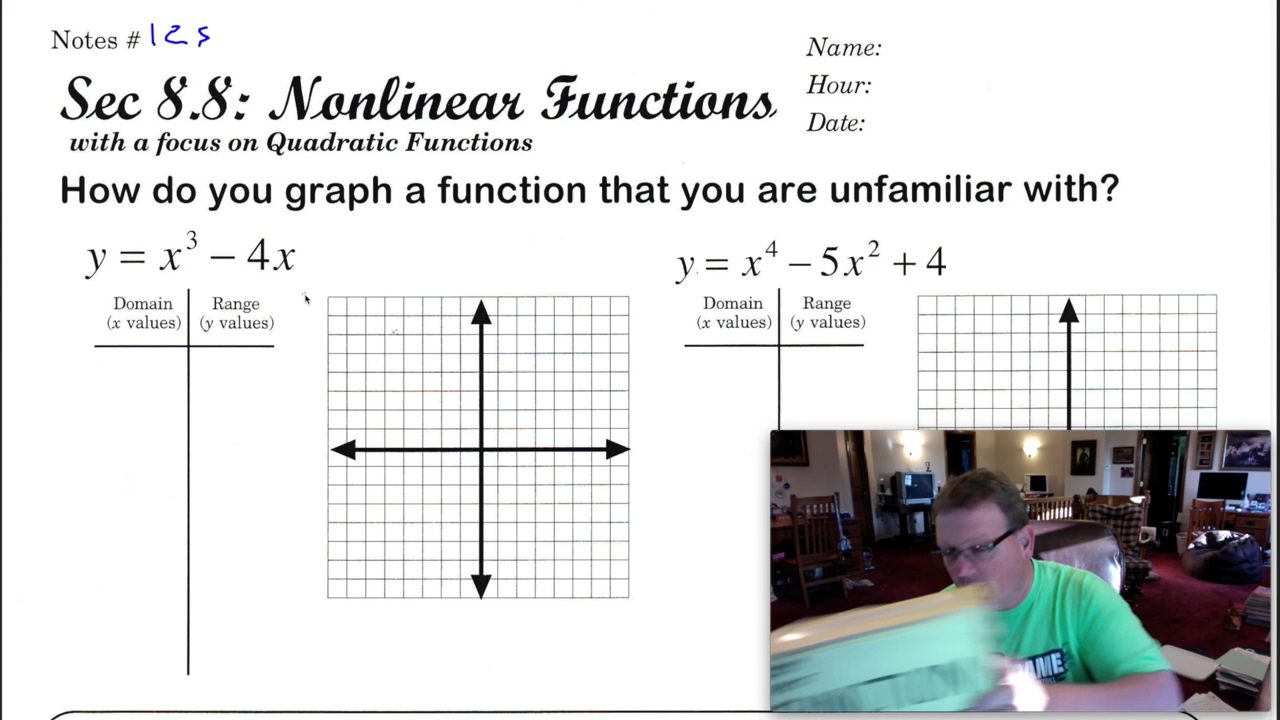 Notes # 125
Name:
Hour:
Date:
Sec 8.8: Nonlinear Functions
with a focus on Quadratic Functions
How do you graph a function that you are unfamiliar with?
y = x³ − 4x
Domain
(x values)
Range
(y values)
y = x⁴ − 5x² + 4
Domain
(x values)
Range
(y values)